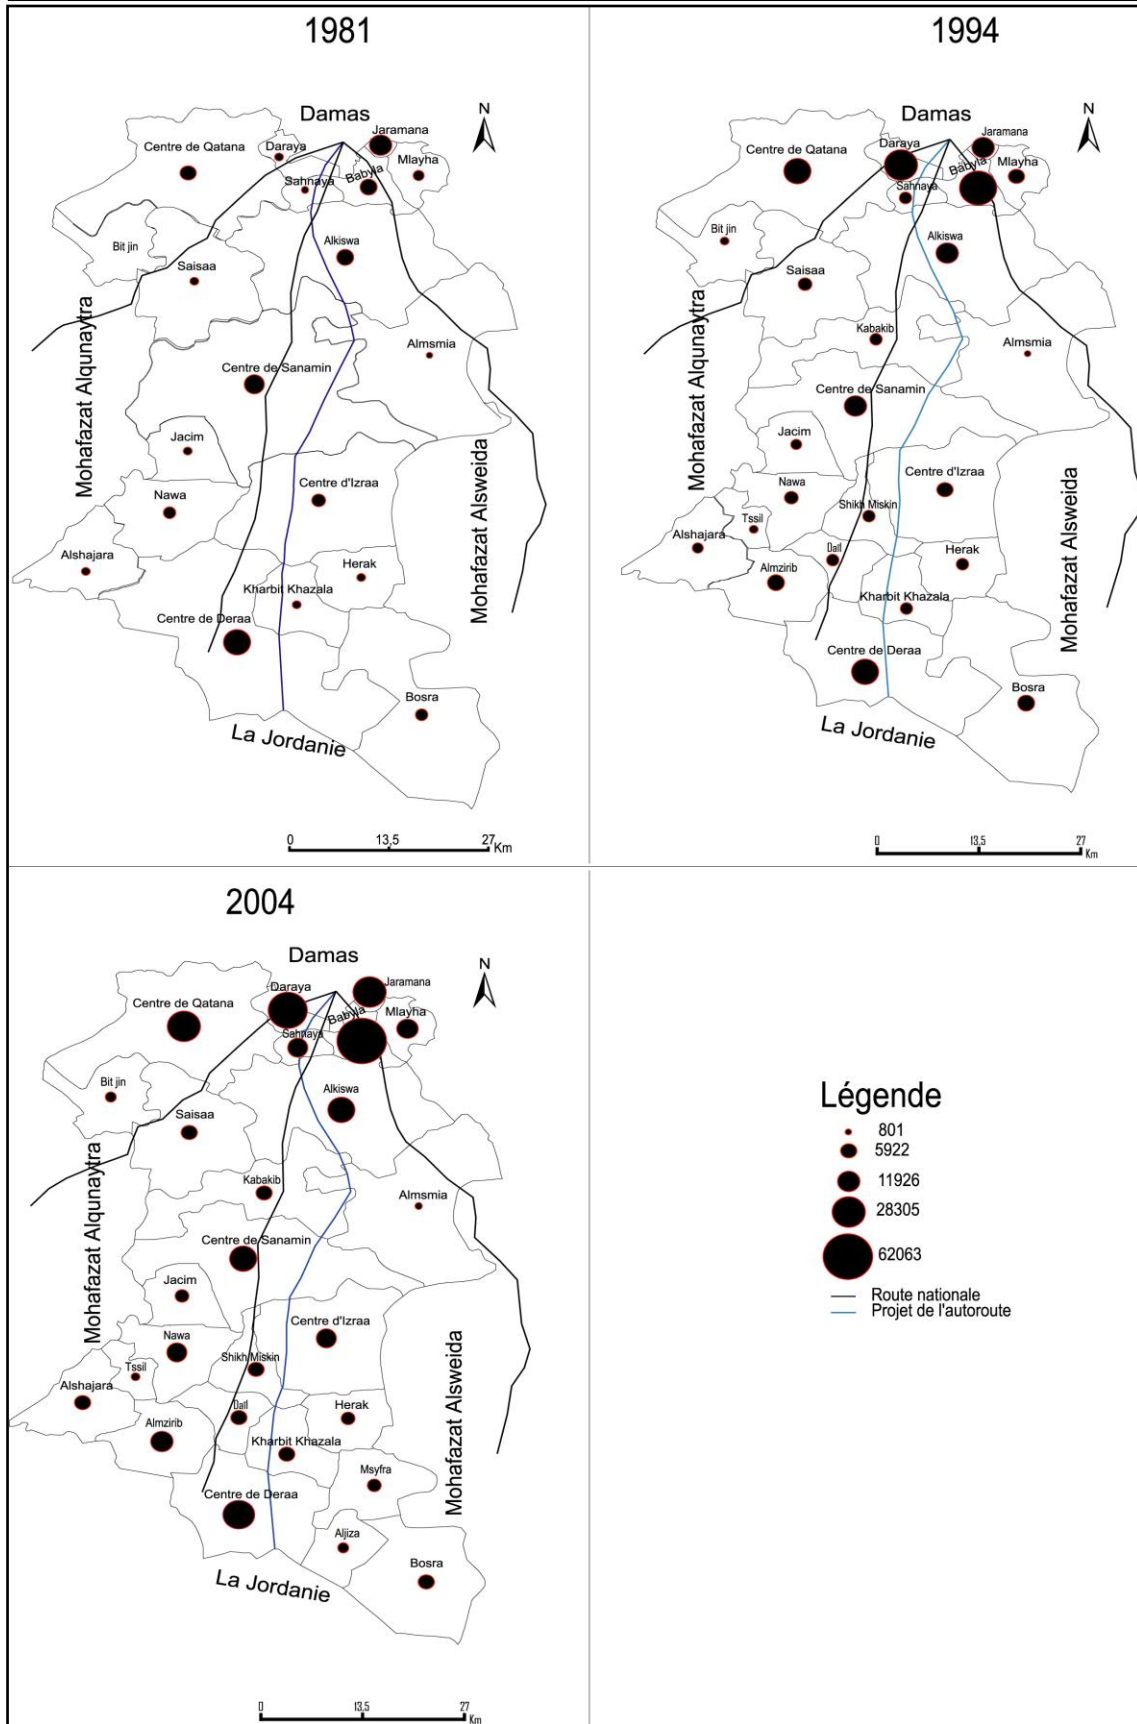 1981
Damas
N
Jaramana
Centre de Qatana
Daraya
Mlayha
Sahnaya
Babyla
Bit jin
Alkiswa
Saisaa
Mohafazat Alqunaytra
Almsmia
Centre de Sanamin
Jacim
Mohafazat Alsweida
Nawa
Centre d'Izraa
Alshajara
Herak
Kharbit Khazala
Centre de Deraa
Bosra
La Jordanie
0 13,5 27 Km
1994
Damas
N
Jaramana
Centre de Qatana
Daraya
Mlayha
Sahnaya
Babyla
Bit jin
Alkiswa
Saisaa
Kabakib
Mohafazat Alqunaytra
Almsmia
Centre de Sanamin
Jacim
Centre d'Izraa
Mohafazat Alsweida
Nawa
Shikh Miskin
Tssil
Alshajara
Dail
Herak
Almzirib
Kharbit Khazala
Centre de Deraa
Bosra
La Jordanie
0 13,5 27 Km
2004
Damas
N
Daraya
Jaramana
Centre de Qatana
Babyla
Mlayha
Sahnaya
Bit jin
Alkiswa
Saisaa
Kabakib
Mohafazat Alqunaytra
Almsmia
Centre de Sanamin
Jacim
Centre d'Izraa
Nawa
Shikh Miskin
Mohafazat Alsweida
Tssil
Alshajara
Dail
Herak
Almzirib
Kharbit Khazala
Msyfra
Centre de Deraa
Aljiza
Bosra
La Jordanie
0 13,5 27 Km
Légende
801
5922
11926
28305
62063
Route nationale
Projet de l'autoroute